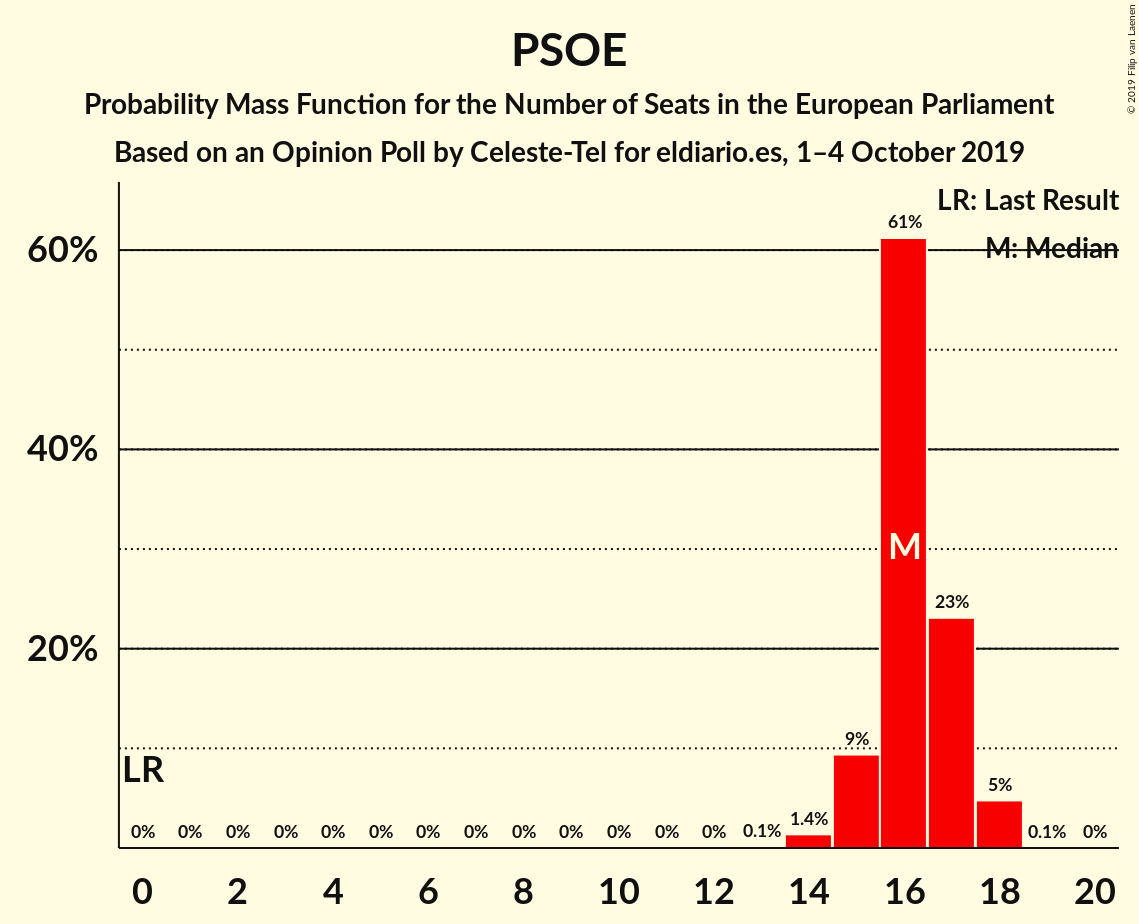 PSOE
Probability Mass Function for the Number of Seats in the European Parliament
Based on an Opinion Poll by Celeste-Tel for eldiario.es, 1–4 October 2019
© 2019 Filip van Laenen
LR: Last Result
M: Median
60%
40%
20%
61%
M
23%
9%
5%
1.4%
LR
0% 0% 0% 0% 0% 0% 0% 0% 0% 0% 0% 0% 0% 0.1% 0.1% 0%
0 2 4 6 8 10 12 14 16 18 20